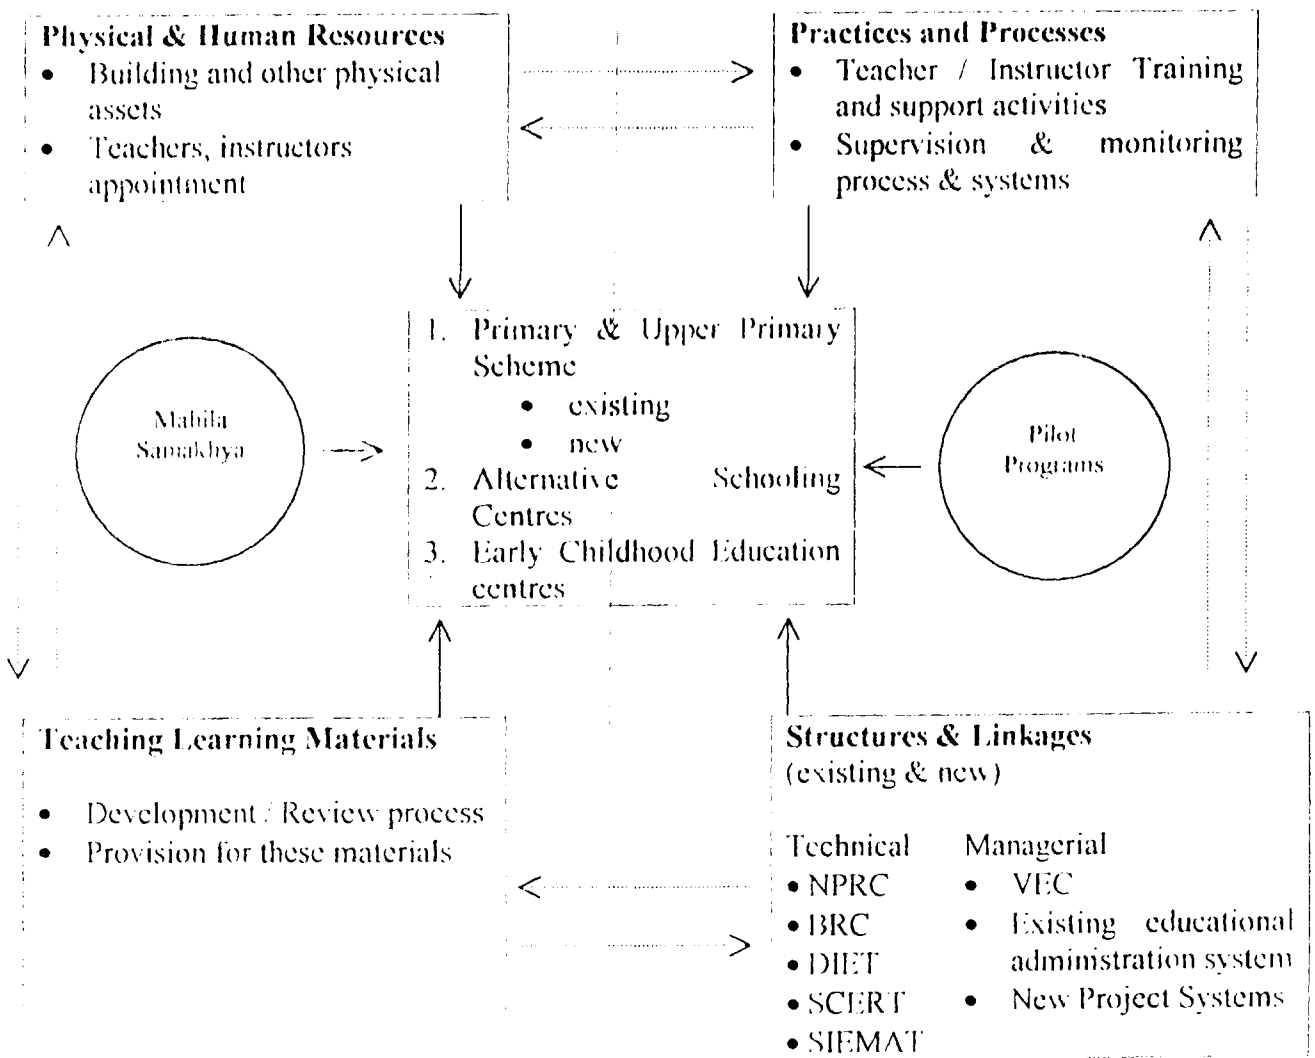 Physical & Human Resources
• Building and other physical
assets
• Teachers, instructors
appointment
Practices and Processes
• Teacher / Instructor Training
and support activities
• Supervision & monitoring
process & systems
Mahila
Samakhya
1. Primary & Upper Primary
Scheme
• existing
• new
2. Alternative Schooling
Centres
3. Early Childhood Education
centres
Pilot
Programs
Teaching Learning Materials
• Development / Review process
• Provision for these materials
Structures & Linkages
(existing & new)
Technical
• NPRC
• BRC
• DIET
• SCERT
• SIEMAT
Managerial
• VEC
• Existing educational
administration system
• New Project Systems